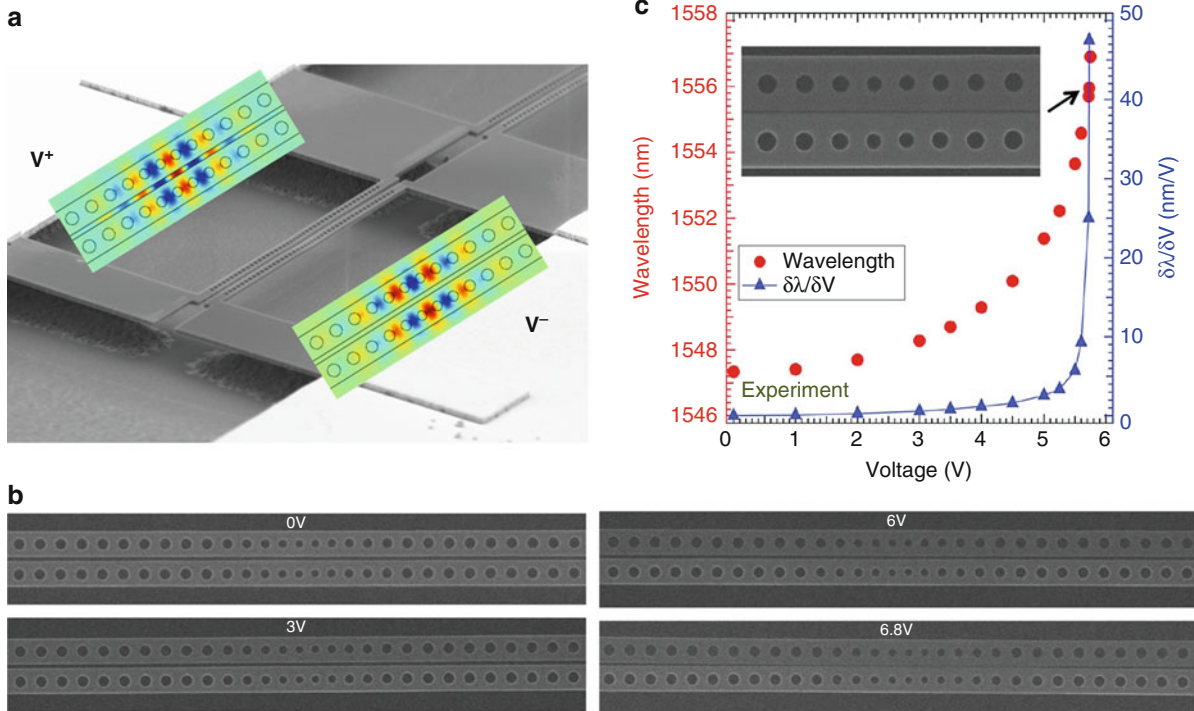 a
V+
V−
c
Wavelength (nm)
1558
1556
1554
1552
1550
1548
1546
50
40
30
20
10
0
δλ/δV (nm/V)
Wavelength
δλ/δV
Experiment
0 1 2 3 4 5 6
Voltage (V)
b
0V
6V
3V
6.8V